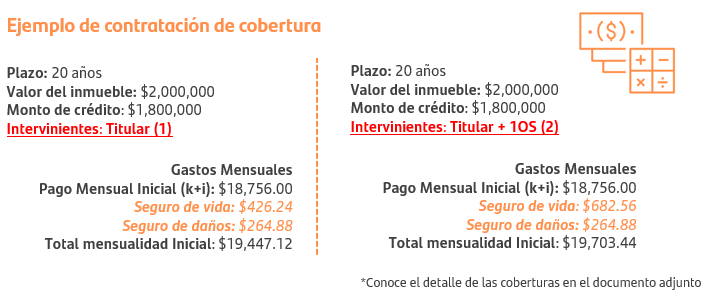 Ejemplo de contratación de cobertura
Plazo: 20 años
Valor del inmueble: $2,000,000
Monto de crédito: $1,800,000
Intervinientes: Titular (1)
Gastos Mensuales
Pago Mensual Inicial (k+i): $18,756.00
Seguro de vida: $426.24
Seguro de daños: $264.88
Total mensualidad Inicial: $19,447.12
($)
Plazo: 20 años
Valor del inmueble: $2,000,000
Monto de crédito: $1,800,000
Intervinientes: Titular + 1OS (2)
Gastos Mensuales
Pago Mensual Inicial (k+i): $18,756.00
Seguro de vida: $682.56
Seguro de daños: $264.88
Total mensualidad Inicial: $19,703.44
*Conoce el detalle de las coberturas en el documento adjunto